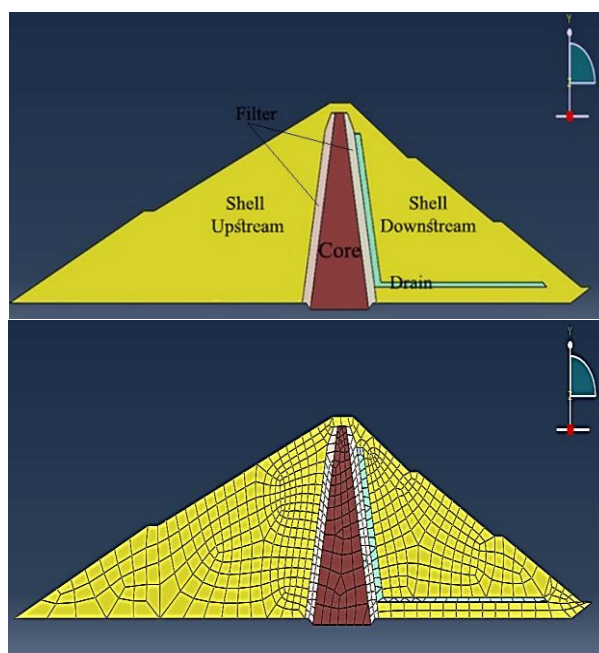 Y
Filter
Shell
Upstream
Shell
Downstream
Core
Drain
Y